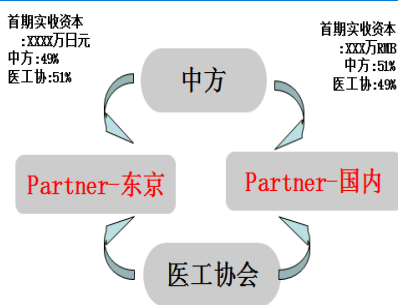 首期实收资本
:XXXX万日元
中方:49%
医工协:51%
首期实收资本
:XXX万RMB
中方:51%
医工协:49%
中方
Partner-东京
Partner-国内
医工协会